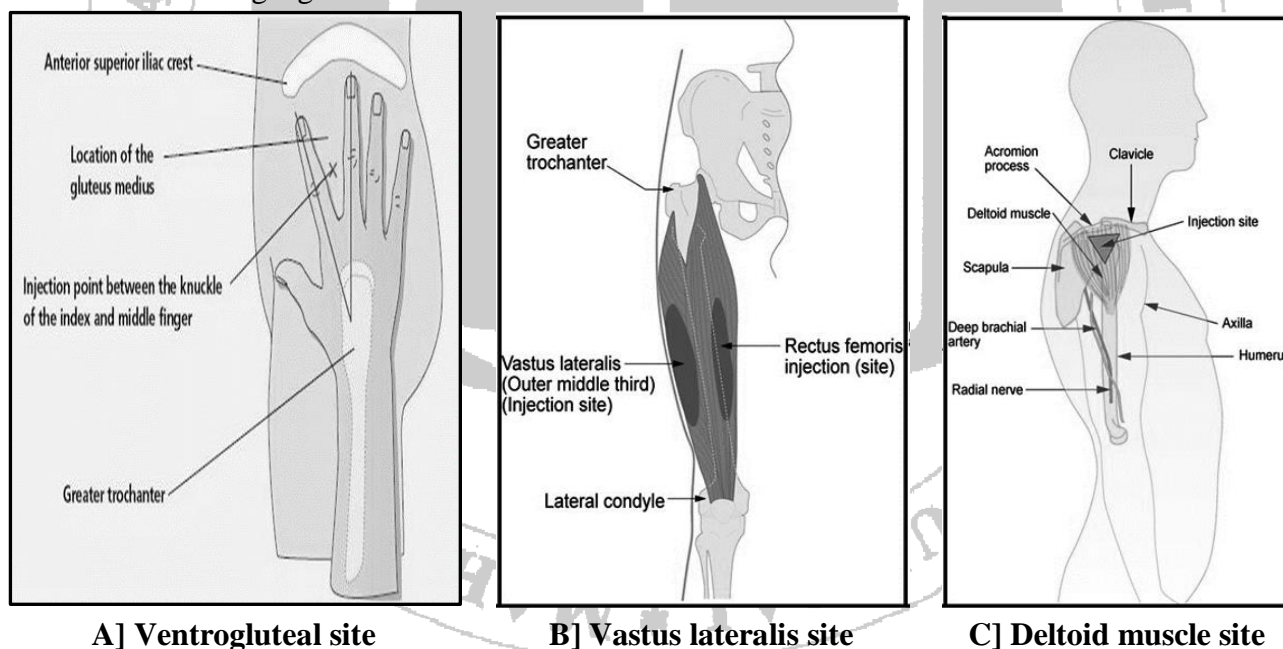 Anterior superior iliac crest
Location of the
gluteus medius
Injection point between the knuckle
of the index and middle finger
Greater trochanter
A] Ventrogluteal site
Greater
trochanter
Vastus lateralis
(Outer middle third)
(Injection site)
Rectus femoris
injection (site)
Lateral condyle
B] Vastus lateralis site
Acromion
process
Clavicle
Deltoid muscle
Injection site
Scapula
Deep brachial
artery
Axilla
Humeru
Radial nerve
C] Deltoid muscle site